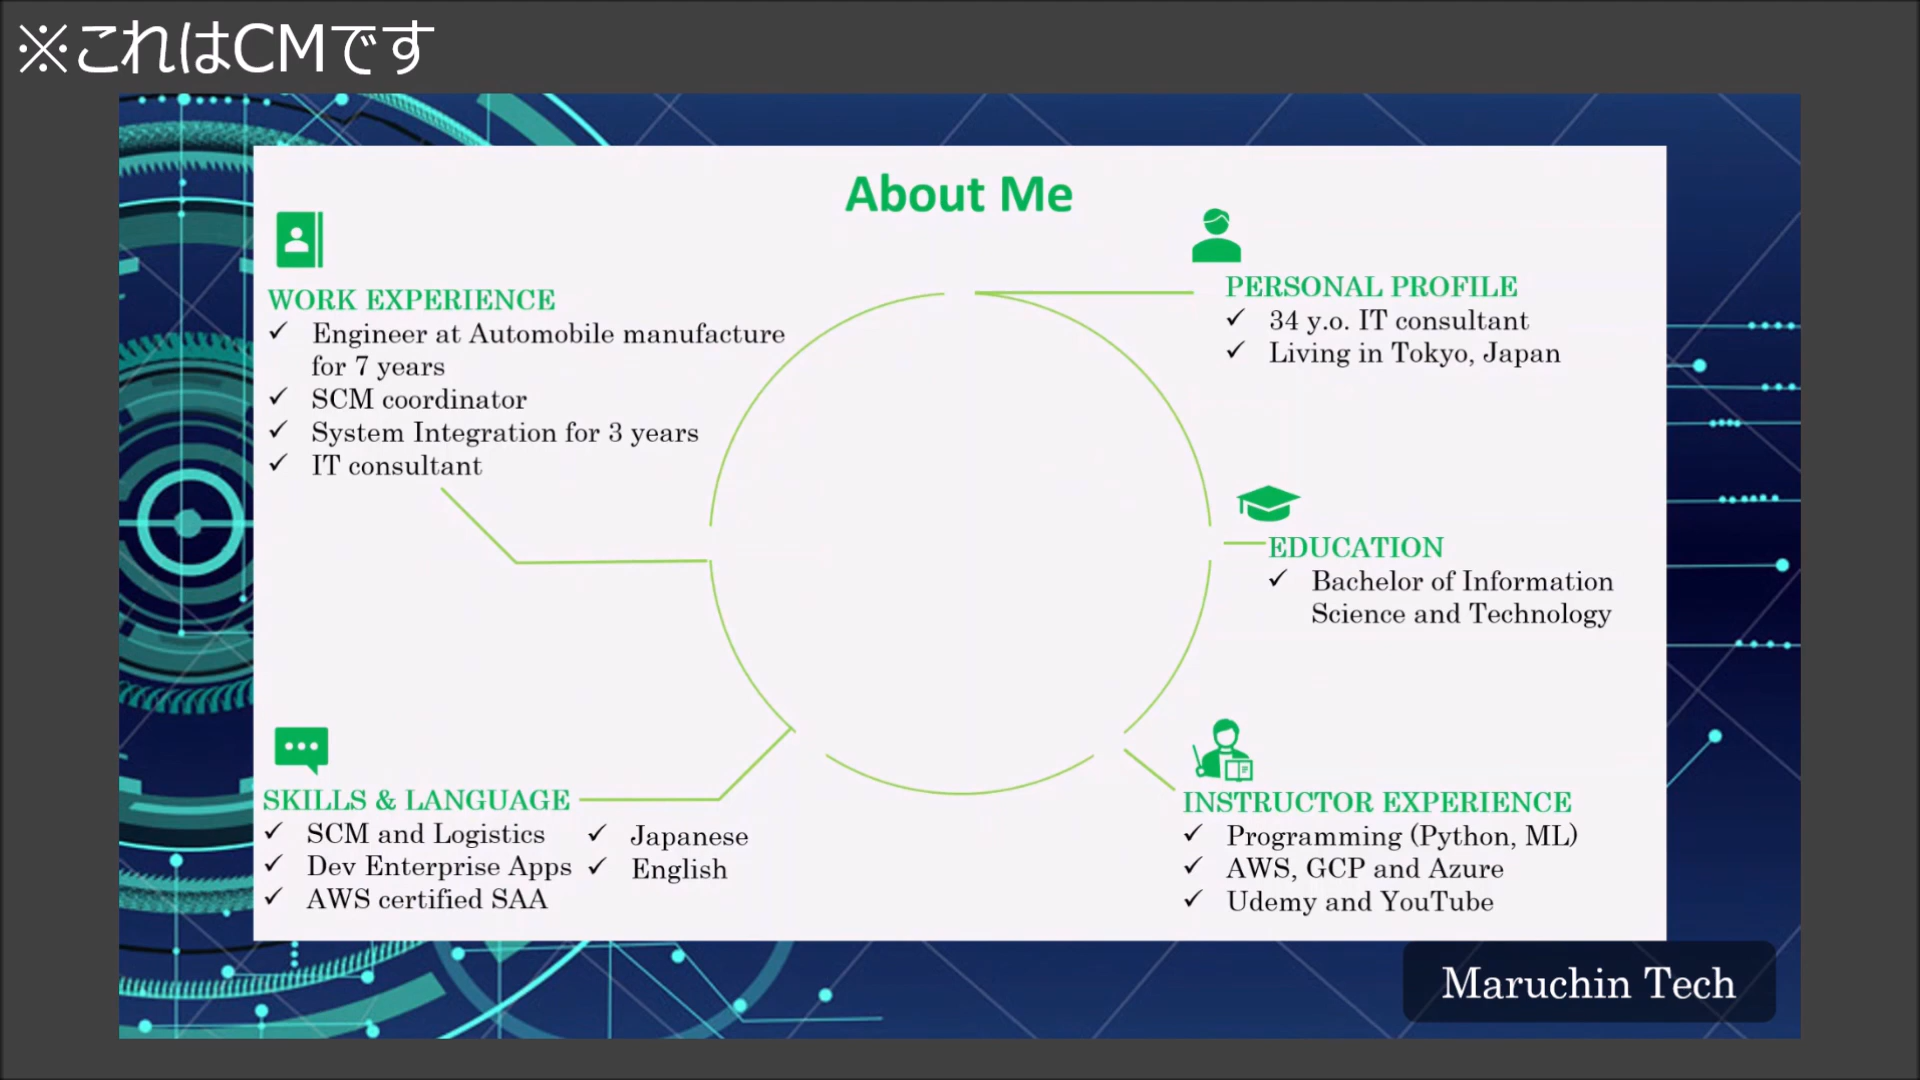 ※これはCMです
About Me
WORK EXPERIENCE
✓ Engineer at Automobile manufacture
for 7 years
✓ SCM coordinator
✓ System Integration for 3 years
✓ IT consultant
PERSONAL PROFILE
✓ 34 y.o. IT consultant
✓ Living in Tokyo, Japan
EDUCATION
✓ Bachelor of Information
Science and Technology
SKILLS & LANGUAGE
✓ SCM and Logistics
✓ Dev Enterprise Apps
✓ AWS certified SAA
✓ Japanese
✓ English
INSTRUCTOR EXPERIENCE
✓ Programming (Python, ML)
✓ AWS, GCP and Azure
✓ Udemy and YouTube
Maruchin Tech